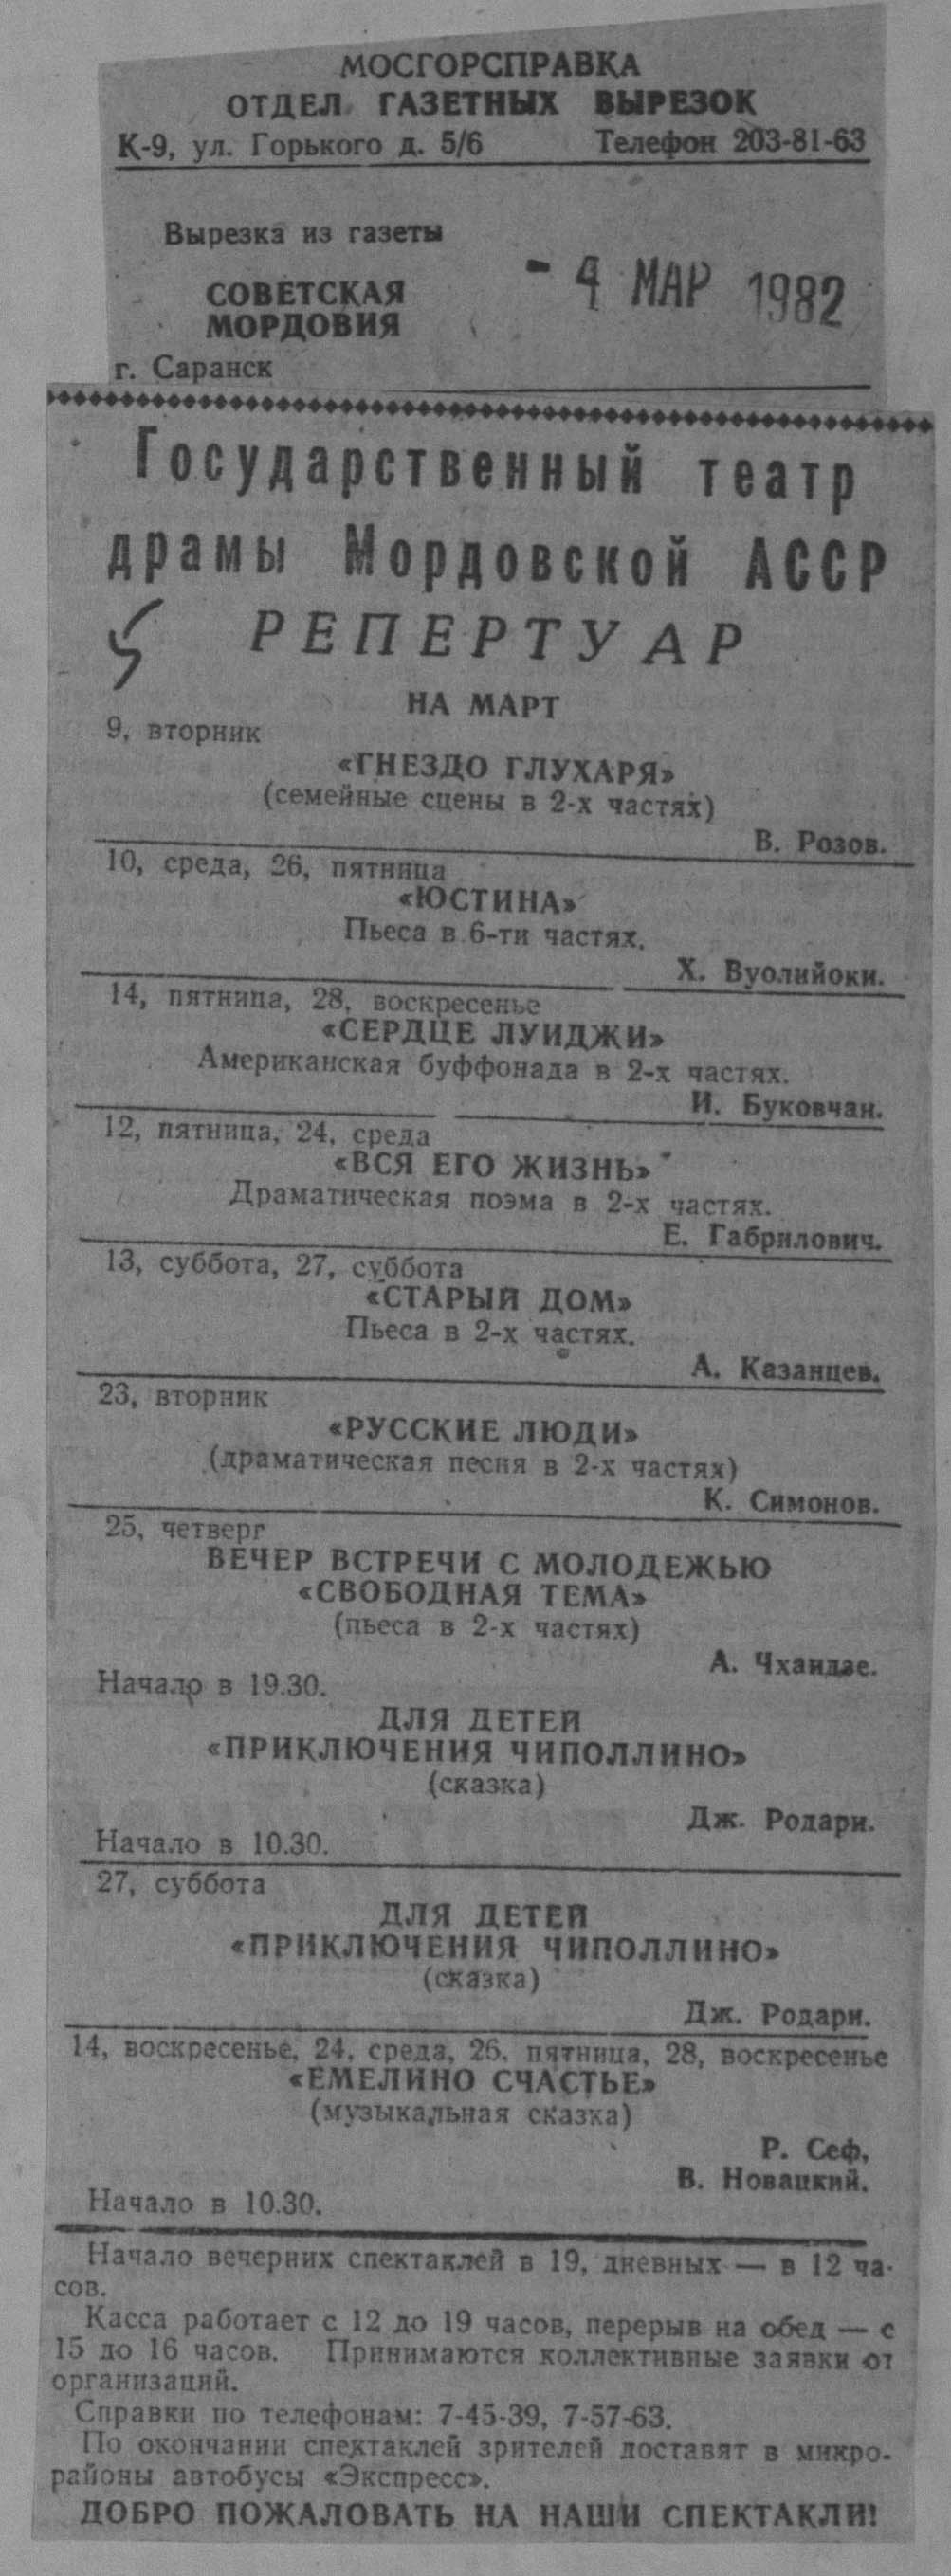 МОСГОРСПРАВКА
ОТДЕЛ ГАЗЕТНЫХ ВЫРЕЗОК
К-9, ул. Горького д. 5/6 Телефон 203-81-63
Вырезка из газеты
СОВЕТСКАЯ
МОРДОВИЯ
- 4 МАР 1982
г. Саранск
Государственный театр
драмы Мордовской АССР
РЕПЕРТУАР
НА МАРТ
9, вторник
«ГНЕЗДО ГЛУХАРЯ»
(семейные сцены в 2-х частях)
В. Розов.
10, среда, 26, пятница
«ЮСТИНА»
Пьеса в 6-ти частях.
Х. Вуолийоки.
14, пятница, 28, воскресенье
«СЕРДЦЕ ЛУИДЖИ»
Американская буффонада в 2-х частях.
И. Буковчан.
12, пятница, 24, среда
«ВСЯ ЕГО ЖИЗНЬ»
Драматическая поэма в 2-х частях.
Е. Габрилович.
13, суббота, 27, суббота
«СТАРЫЙ ДОМ»
Пьеса в 2-х частях.
А. Казанцев.
23, вторник
«РУССКИЕ ЛЮДИ»
(драматическая песня в 2-х частях)
К. Симонов.
25, четверг
ВЕЧЕР ВСТРЕЧИ С МОЛОДЕЖЬЮ
«СВОБОДНАЯ ТЕМА»
(пьеса в 2-х частях)
А. Чхаидзе.
Начало в 19.30.
ДЛЯ ДЕТЕЙ
«ПРИКЛЮЧЕНИЯ ЧИПОЛЛИНО»
(сказка)
Дж. Родари.
Начало в 10.30.
27, суббота
ДЛЯ ДЕТЕЙ
«ПРИКЛЮЧЕНИЯ ЧИПОЛЛИНО»
(сказка)
Дж. Родари.
14, воскресенье, 24, среда, 26, пятница, 28, воскресенье
«ЕМЕЛИНО СЧАСТЬЕ»
(музыкальная сказка)
Р. Сеф,
В. Новацкий.
Начало в 10.30.
Начало вечерних спектаклей в 19, дневных — в 12 ча-
сов.
Касса работает с 12 до 19 часов, перерыв на обед — с
15 до 16 часов. Принимаются коллективные заявки от
организаций.
Справки по телефонам: 7-45-39, 7-57-63.
По окончании спектаклей зрителей доставят в микро-
районы автобусы «Экспресс».
ДОБРО ПОЖАЛОВАТЬ НА НАШИ СПЕКТАКЛИ!